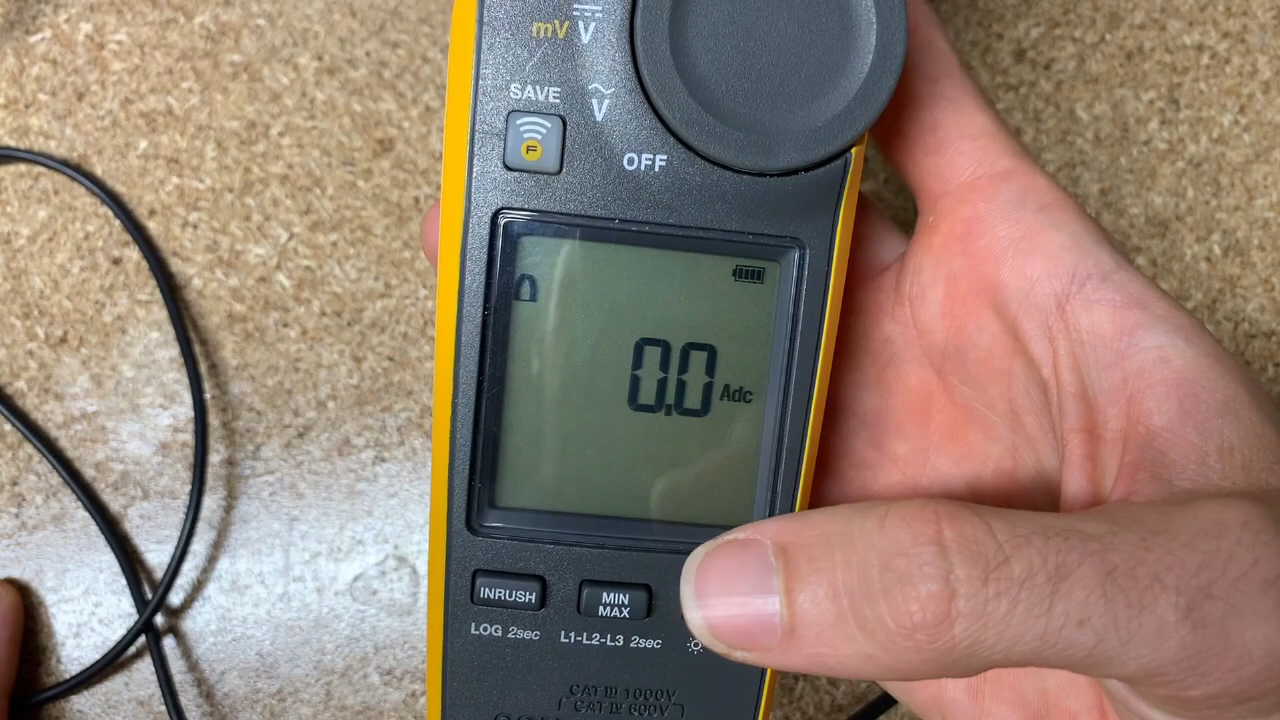 mV V
SAVE
V
F
OFF
0.0 Adc
INRUSH
MIN
MAX
LOG 2sec
L1-L2-L3 2sec
CAT III 1000V
CAT IV 600V